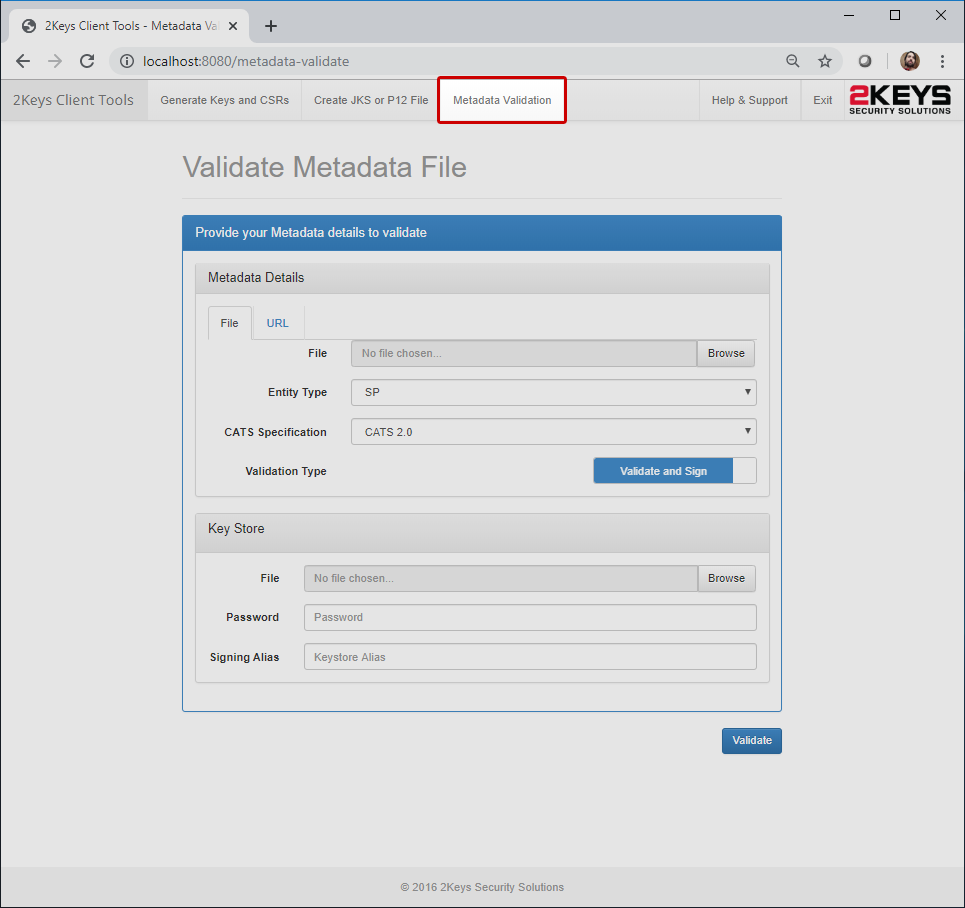 2Keys Client Tools - Metadata Va
localhost:8080/metadata-validate
2Keys Client Tools Generate Keys and CSRs Create JKS or P12 File Metadata Validation Help & Support Exit 2KEYS
SECURITY SOLUTIONS
Validate Metadata File
Provide your Metadata details to validate
Metadata Details
File URL
File No file chosen... Browse
Entity Type SP
CATS Specification CATS 2.0
Validation Type Validate and Sign
Key Store
File No file chosen... Browse
Password Password
Signing Alias Keystore Alias
Validate
© 2016 2Keys Security Solutions